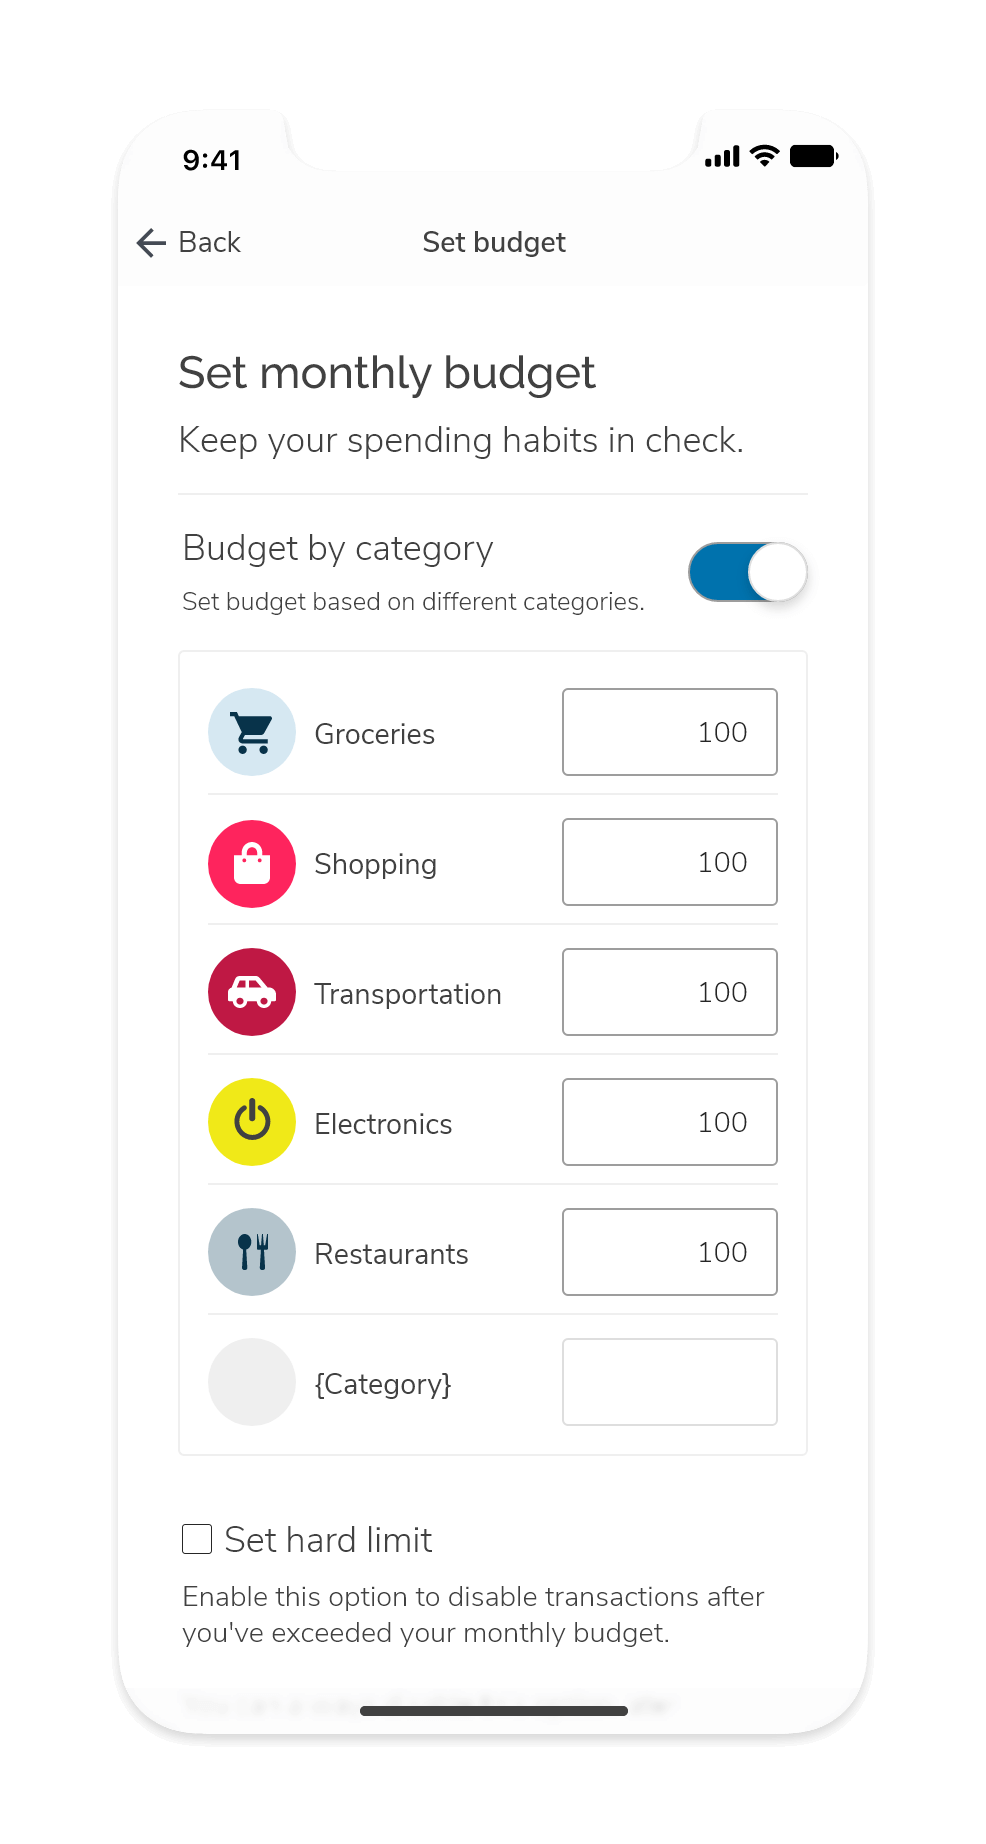 9:41
Back
Set budget
Set monthly budget
Keep your spending habits in check.
Budget by category
Set budget based on different categories.
Groceries
100
Shopping
100
Transportation
100
Electronics
100
Restaurants
100
{Category}
Set hard limit
Enable this option to disable transactions after
you've exceeded your monthly budget.